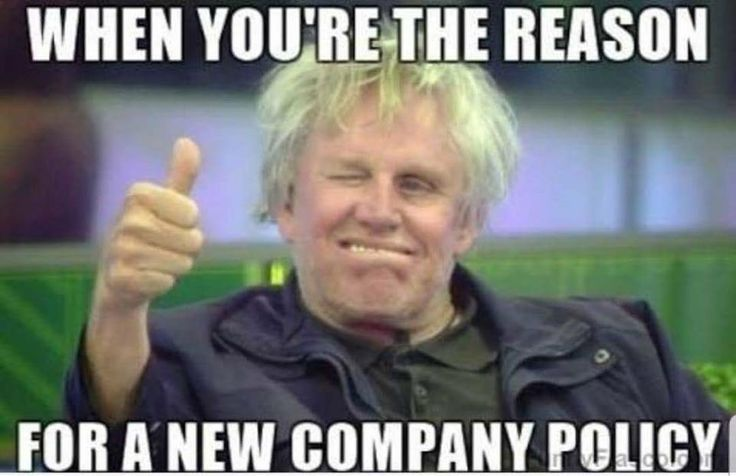 WHEN YOU'RE THE REASON
FOR A NEW COMPANY POLICY